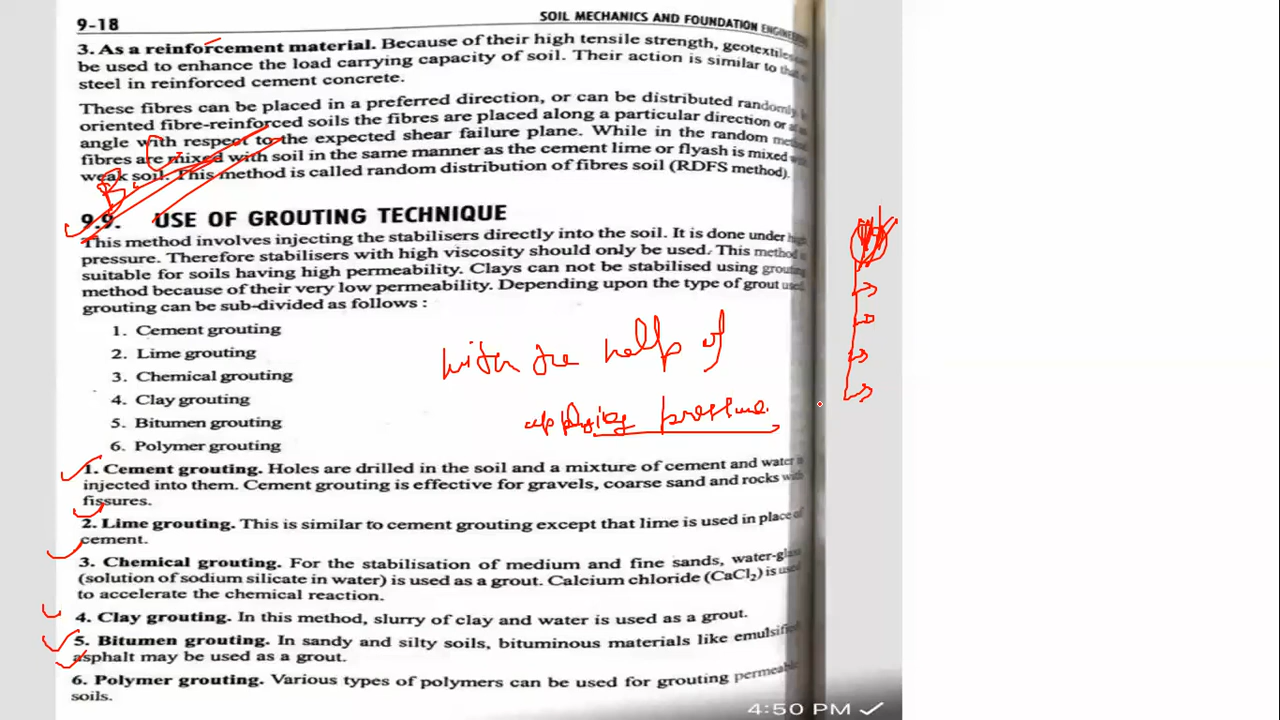 9-18
SOIL MECHANICS AND FOUNDATION ENGINEERING
3. As a reinforcement material. Because of their high tensile strength, geotextiles
be used to enhance the load carrying capacity of soil. Their action is similar to that
steel in reinforced cement concrete.
These fibres can be placed in a preferred direction, or can be distributed randomly
oriented fibre-reinforced soils the fibres are placed along a particular direction or at
angle with respect to the expected shear failure plane. While in the random method
fibres are mixed with soil in the same manner as the cement lime or flyash is mixed with
weak soil. This method is called random distribution of fibres soil (RDFS method).
B.C.
9.9. USE OF GROUTING TECHNIQUE
This method involves injecting the stabilisers directly into the soil. It is done under high
pressure. Therefore stabilisers with high viscosity should only be used. This method is
suitable for soils having high permeability. Clays can not be stabilised using grouting
method because of their very low permeability. Depending upon the type of grout used,
grouting can be sub-divided as follows :
1. Cement grouting
2. Lime grouting
3. Chemical grouting
4. Clay grouting
5. Bitumen grouting
6. Polymer grouting
with the help of
applying pressure
1. Cement grouting. Holes are drilled in the soil and a mixture of cement and water is
injected into them. Cement grouting is effective for gravels, coarse sand and rocks with
fissures.
2. Lime grouting. This is similar to cement grouting except that lime is used in place of
cement.
3. Chemical grouting. For the stabilisation of medium and fine sands, water-glass
(solution of sodium silicate in water) is used as a grout. Calcium chloride (CaCl2) is used
to accelerate the chemical reaction.
4. Clay grouting. In this method, slurry of clay and water is used as a grout.
5. Bitumen grouting. In sandy and silty soils, bituminous materials like emulsified
asphalt may be used as a grout.
6. Polymer grouting. Various types of polymers can be used for grouting permeable
soils.
4:50 PM ✓